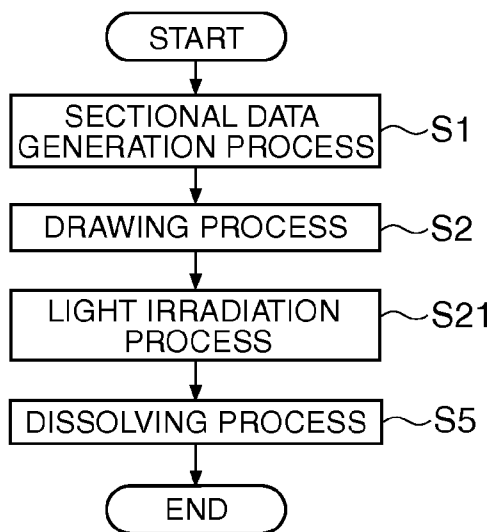 START
SECTIONAL DATA
GENERATION PROCESS
S1
DRAWING PROCESS
S2
LIGHT IRRADIATION
PROCESS
S21
DISSOLVING PROCESS
S5
END